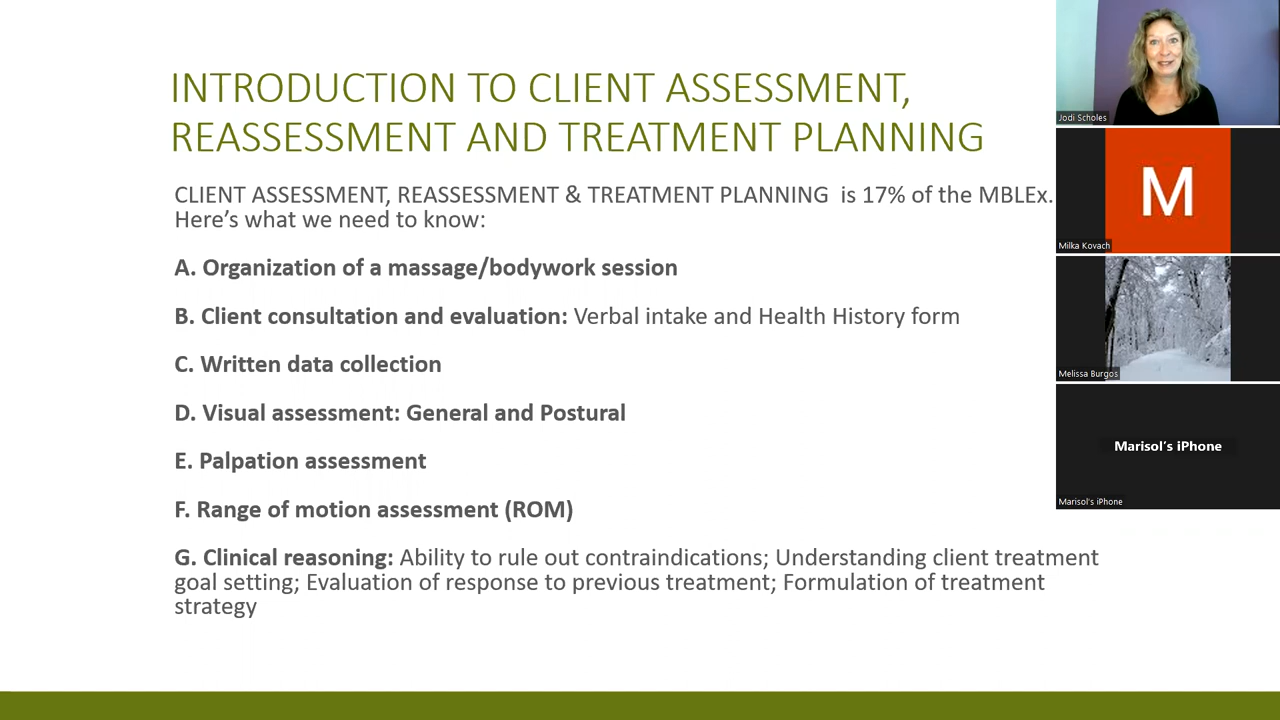 INTRODUCTION TO CLIENT ASSESSMENT,
REASSESSMENT AND TREATMENT PLANNING
CLIENT ASSESSMENT, REASSESSMENT & TREATMENT PLANNING is 17% of the MBLEx.
Here's what we need to know:
A. Organization of a massage/bodywork session
B. Client consultation and evaluation: Verbal intake and Health History form
C. Written data collection
D. Visual assessment: General and Postural
E. Palpation assessment
F. Range of motion assessment (ROM)
G. Clinical reasoning: Ability to rule out contraindications; Understanding client treatment
goal setting; Evaluation of response to previous treatment; Formulation of treatment
strategy
Jodi Scholes
M
Milka Kovach
Melissa Burgos
Marisol's iPhone
Marisol's iPhone